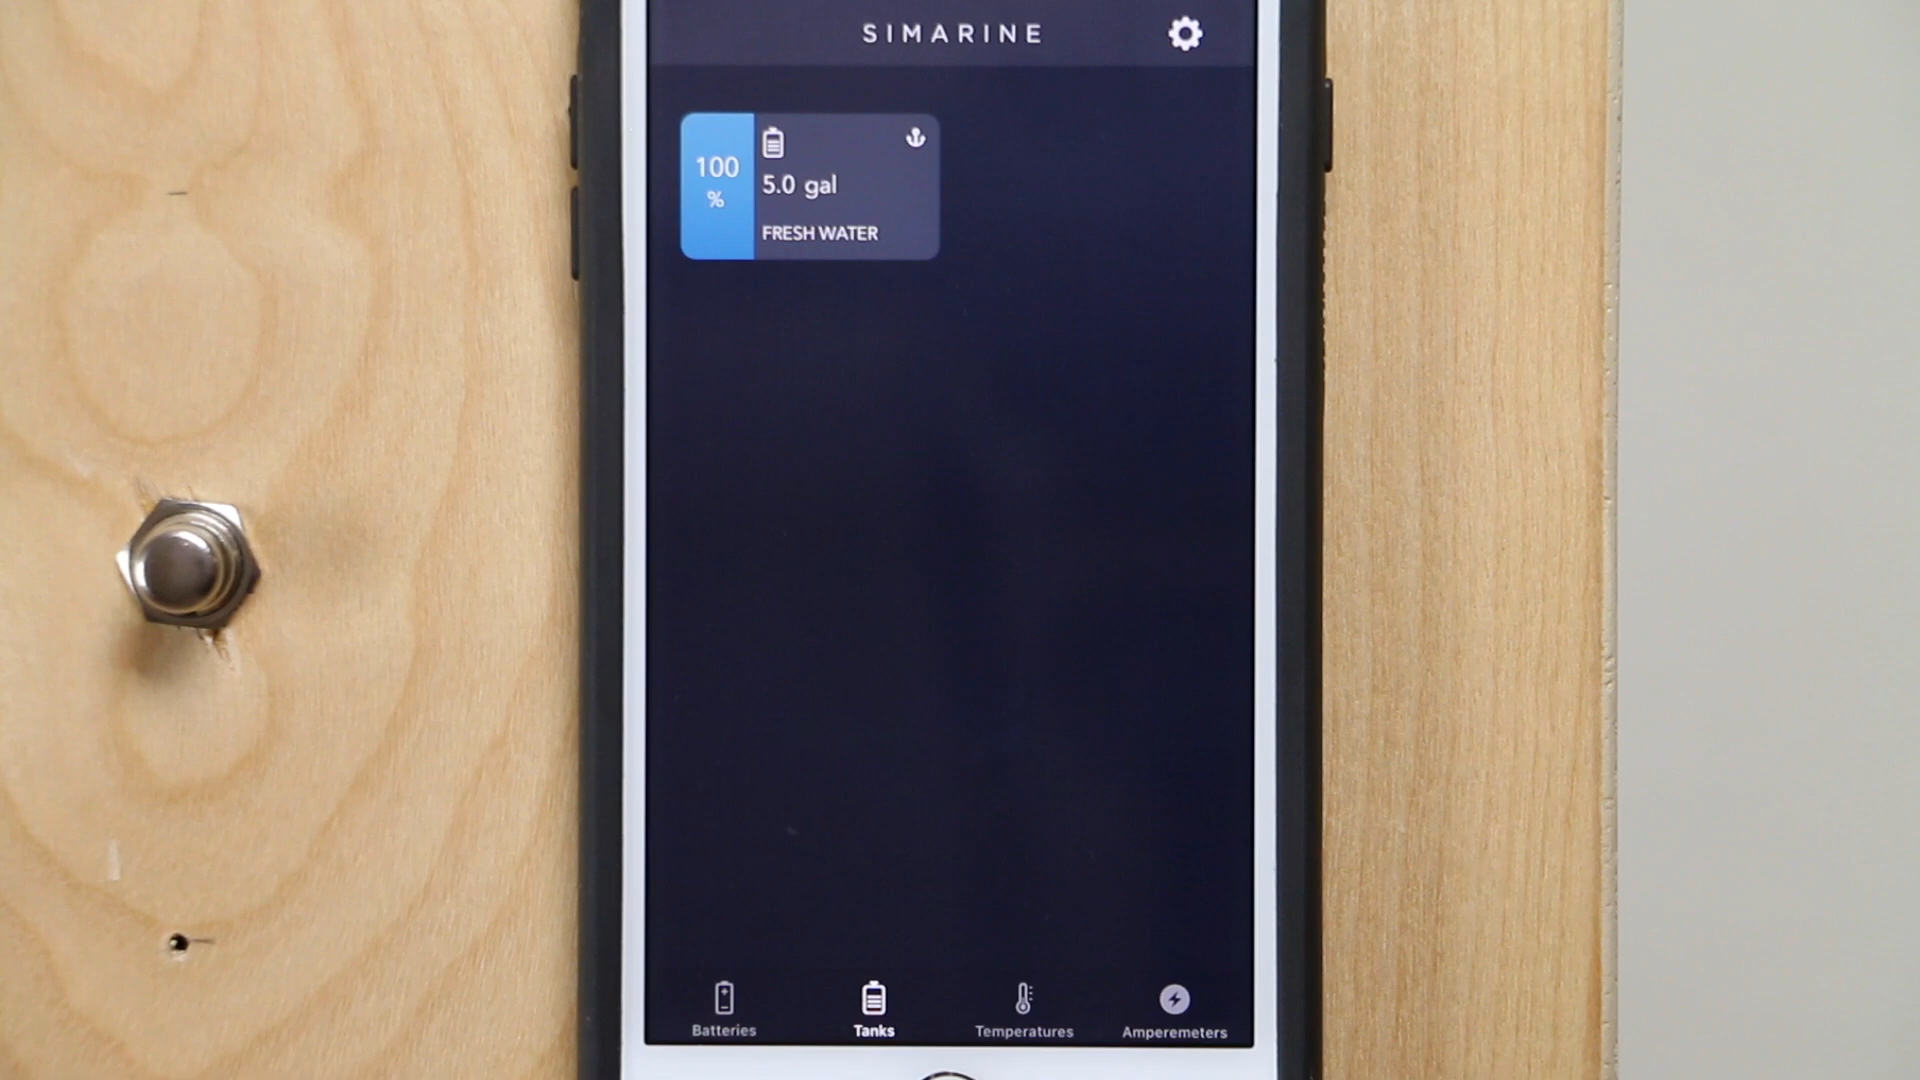 SIMARINE
100
%
5.0 gal
FRESH WATER
Batteries
Tanks
Temperatures
Amperemeters